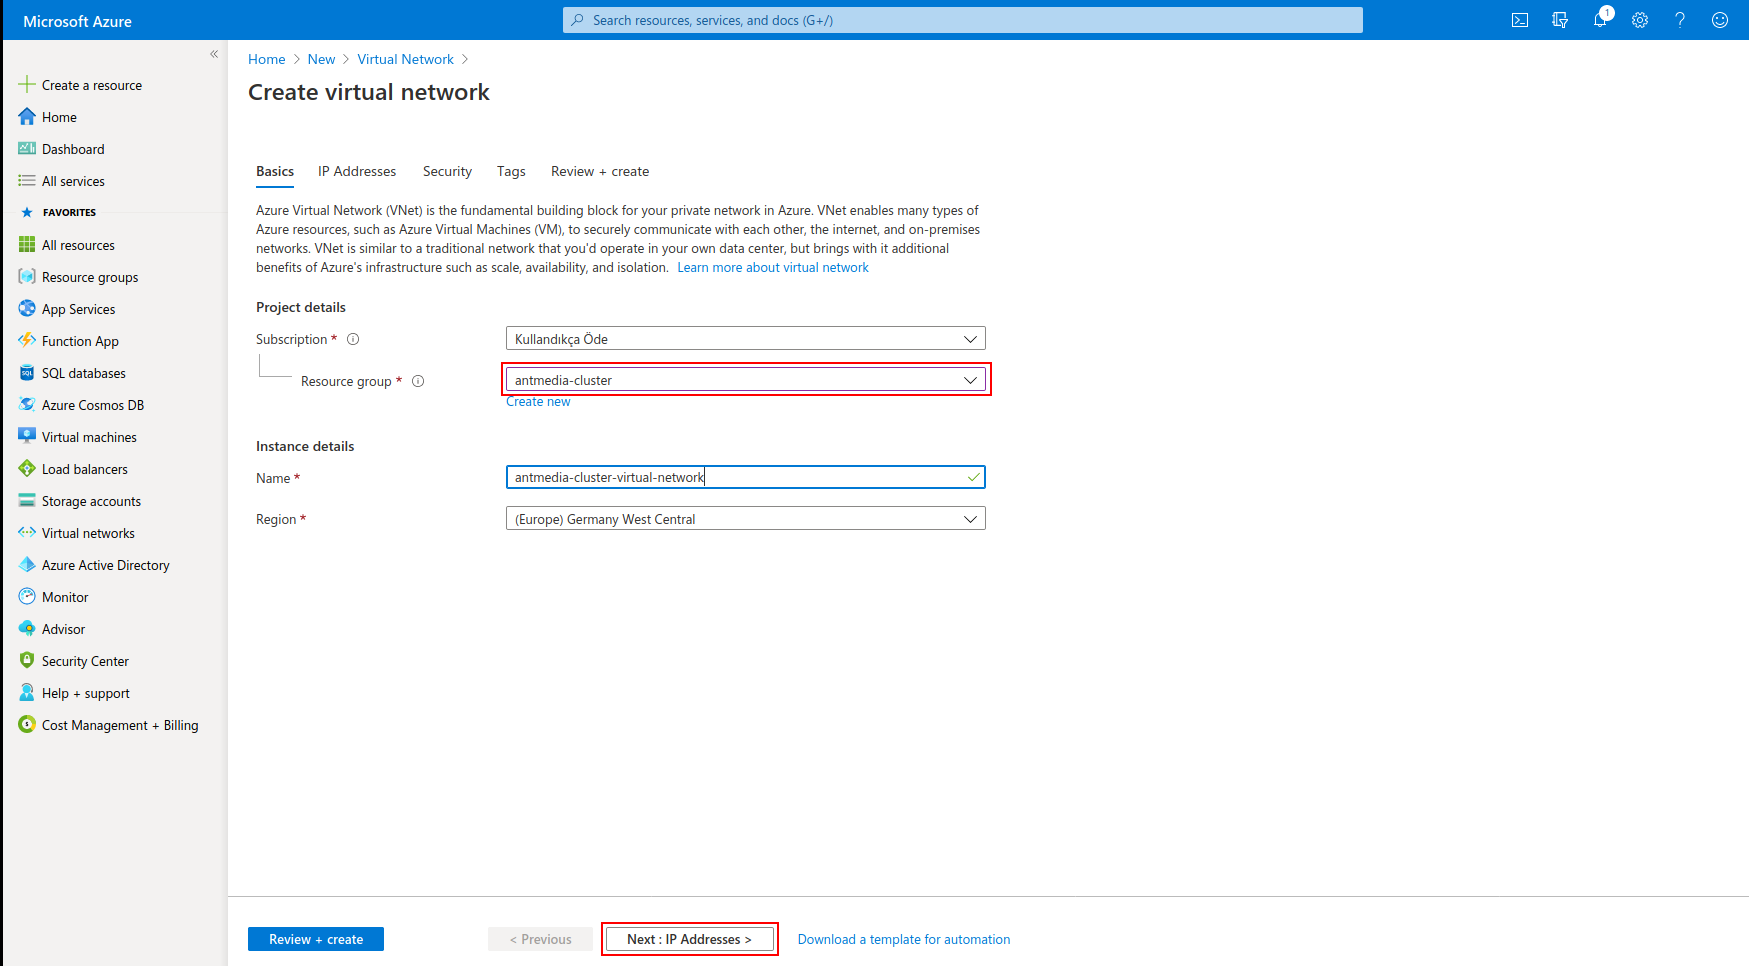 Microsoft Azure
Search resources, services, and docs (G+/)
1
«
Create a resource
Home
Dashboard
All services
FAVORITES
All resources
Resource groups
App Services
Function App
SQL databases
Azure Cosmos DB
Virtual machines
Load balancers
Storage accounts
Virtual networks
Azure Active Directory
Monitor
Advisor
Security Center
Help + support
Cost Management + Billing
Home > New > Virtual Network >
Create virtual network
Basics IP Addresses Security Tags Review + create
Azure Virtual Network (VNet) is the fundamental building block for your private network in Azure. VNet enables many types of
Azure resources, such as Azure Virtual Machines (VM), to securely communicate with each other, the internet, and on-premises
networks. VNet is similar to a traditional network that you'd operate in your own data center, but brings with it additional
benefits of Azure's infrastructure such as scale, availability, and isolation. Learn more about virtual network
Project details
Subscription * Kullandıkça Öde
Resource group * antmedia-cluster
Create new
Instance details
Name * antmedia-cluster-virtual-network
Region * (Europe) Germany West Central
Review + create < Previous Next : IP Addresses > Download a template for automation